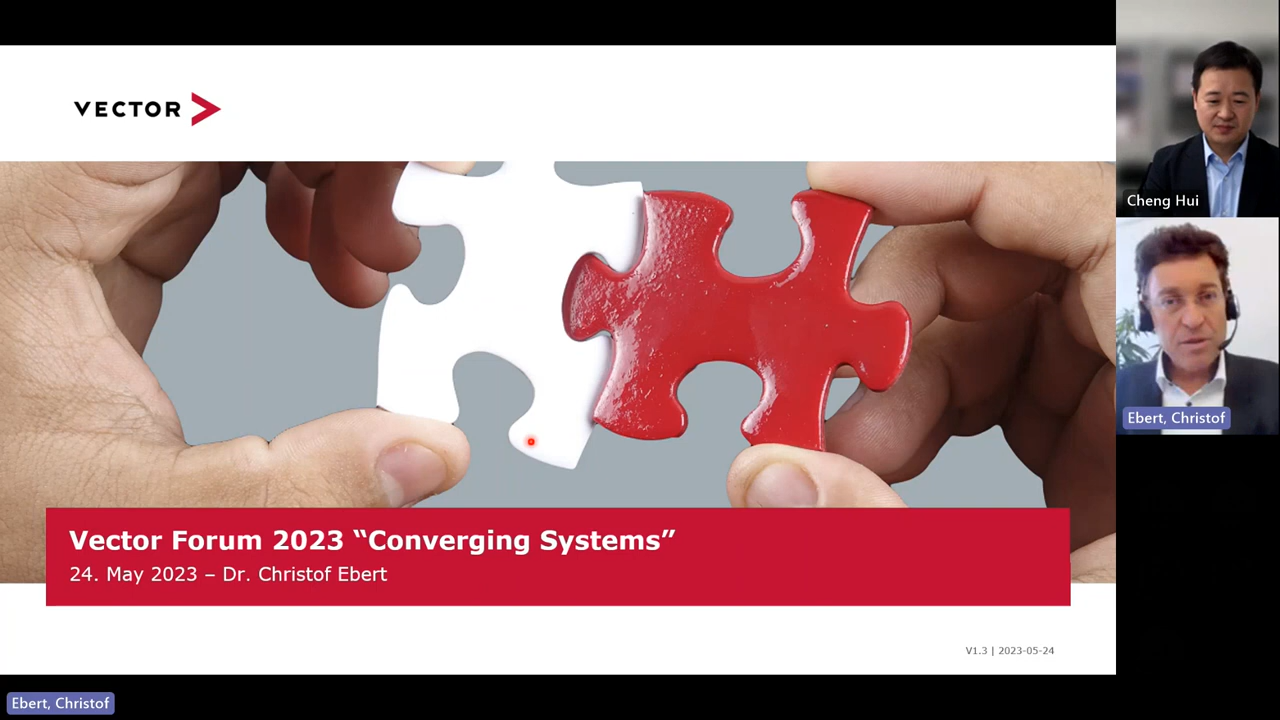 VECTOR
Vector Forum 2023 “Converging Systems”
24. May 2023 – Dr. Christof Ebert
V1.3 | 2023-05-24
Cheng Hui
Ebert, Christof
Ebert, Christof